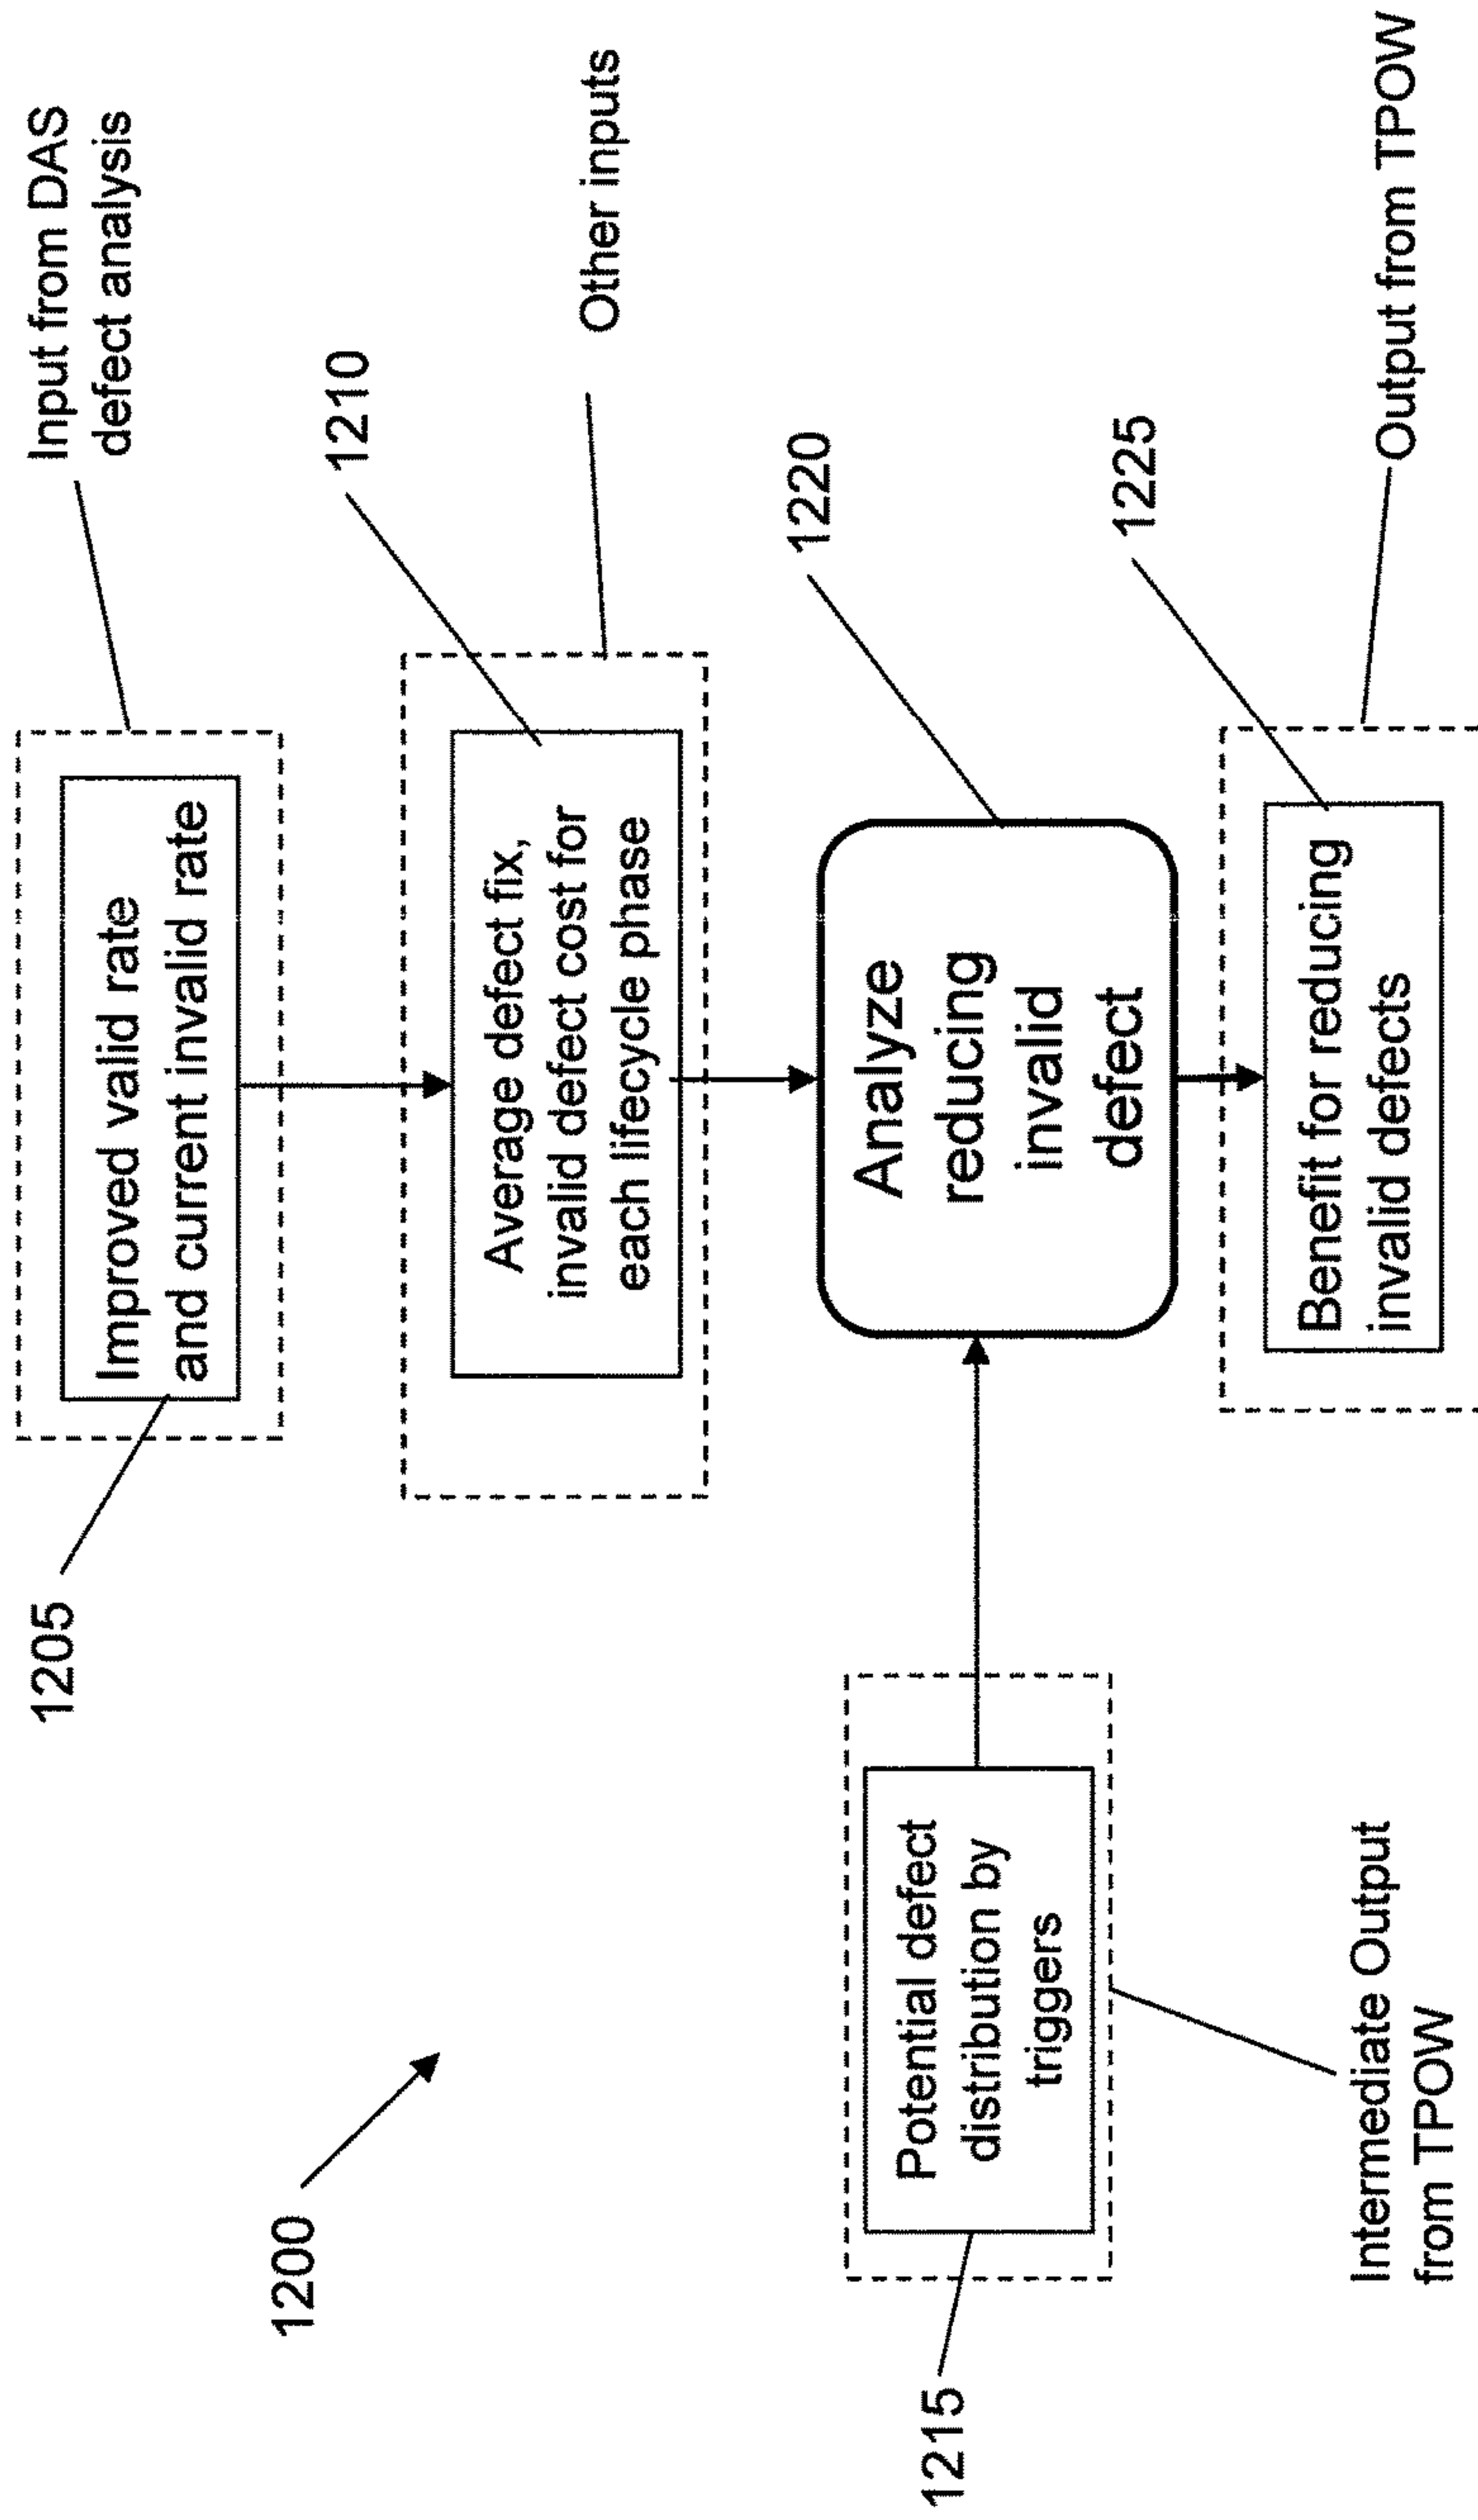 Input from DAS
defect analysis
1205
Improved valid rate
and current invalid rate
1210
Other inputs
Average defect fix,
invalid defect cost for
each lifecycle phase
1200
1220
Analyze
reducing
invalid
defect
1215
Potential defect
distribution by
triggers
Intermediate Output
from TPOW
1225
Benefit for reducing
invalid defects
Output from TPOW